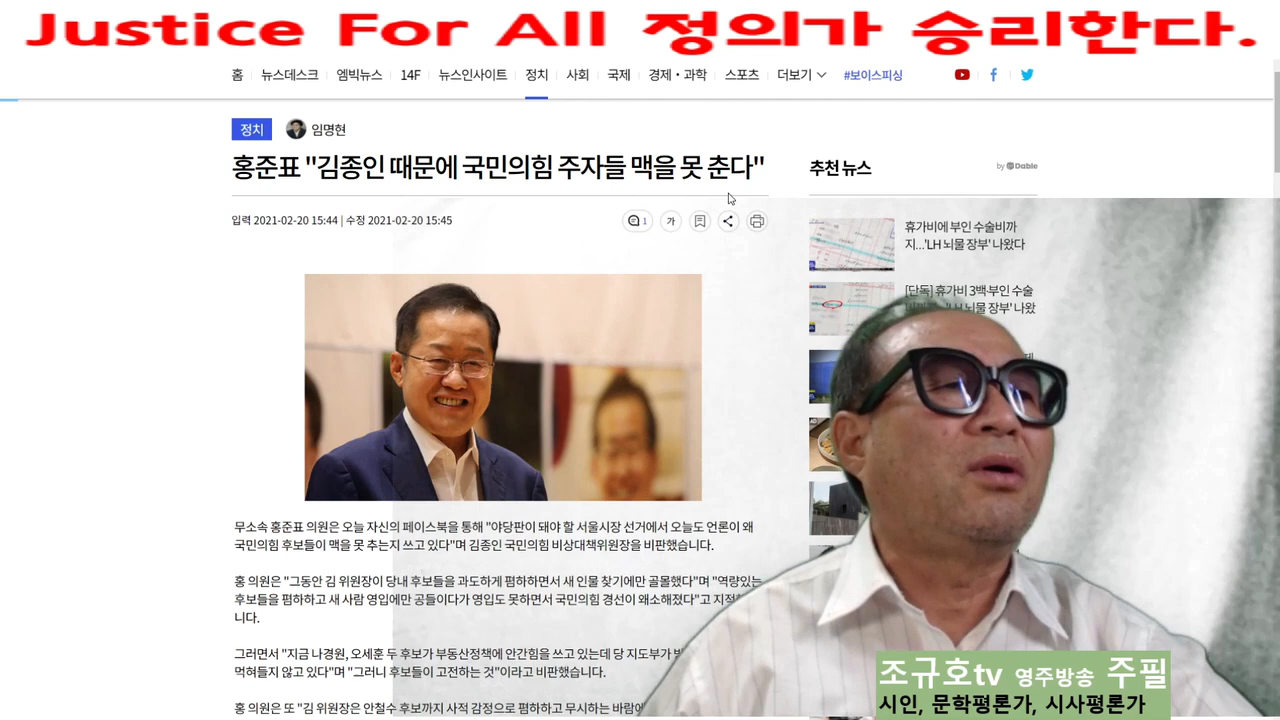 Justice For All 정의가 승리한다.
홈 뉴스데스크 엠빅뉴스 14F 뉴스인사이트 정치 사회 국제 경제・과학 스포츠 더보기 #보이스피싱
정치 임명현
홍준표 "김종인 때문에 국민의힘 주자들 맥을 못 춘다"
입력 2021-02-20 15:44 | 수정 2021-02-20 15:45
1 가
무소속 홍준표 의원은 오늘 자신의 페이스북을 통해 "야당판이 돼야 할 서울시장 선거에서 오늘도 언론이 왜
국민의힘 후보들이 맥을 못 추는지 쓰고 있다"며 김종인 국민의힘 비상대책위원장을 비판했습니다.
홍 의원은 "그동안 김 위원장이 당내 후보들을 과도하게 폄하하면서 새 인물 찾기에만 골몰했다"며 "역량있는
후보들을 폄하하고 새 사람 영입에만 공들이다가 영입도 못하면서 국민의힘 경선이 왜소해졌다"고
니다.
그러면서 "지금 나경원, 오세훈 두 후보가 부동산정책에 안간힘을 쓰고 있는데 당 지도부가
먹혀들지 않고 있다"며 "그러니 후보들이 고전하는 것"이라고 비판했습니다.
홍 의원은 또 "김 위원장은 안철수 후보까지 사적 감정으로 폄하하고 무시하는 바람에
추천 뉴스
by Dable
휴가비에 부인 수술비까
지…'LH 뇌물 장부' 나왔다
[단독] 휴가비 3백·부인 수술
뇌물 장부' 나왔
조규호tv 영주방송 주필
시인, 문학평론가, 시사평론가